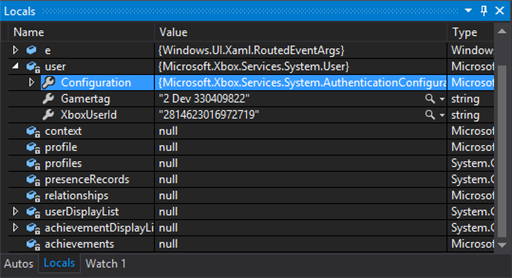 Locals
Name Value Type
e {Windows.UI.Xaml.RoutedEventArgs} Window
user {Microsoft.Xbox.Services.System.User} Microsof
Configuration {Microsoft.Xbox.Services.System.AuthenticationConfigura Microsof
Gamertag "2 Dev 330409822" string
XboxUserId "2814623016972719" string
context null Microsof
profile null Microsof
profiles null System.C
presenceRecords null System.C
relationships null Microsof
userDisplayList null System.C
achievementDisplayLi null System.C
achievements null Microsof
Autos Locals Watch 1